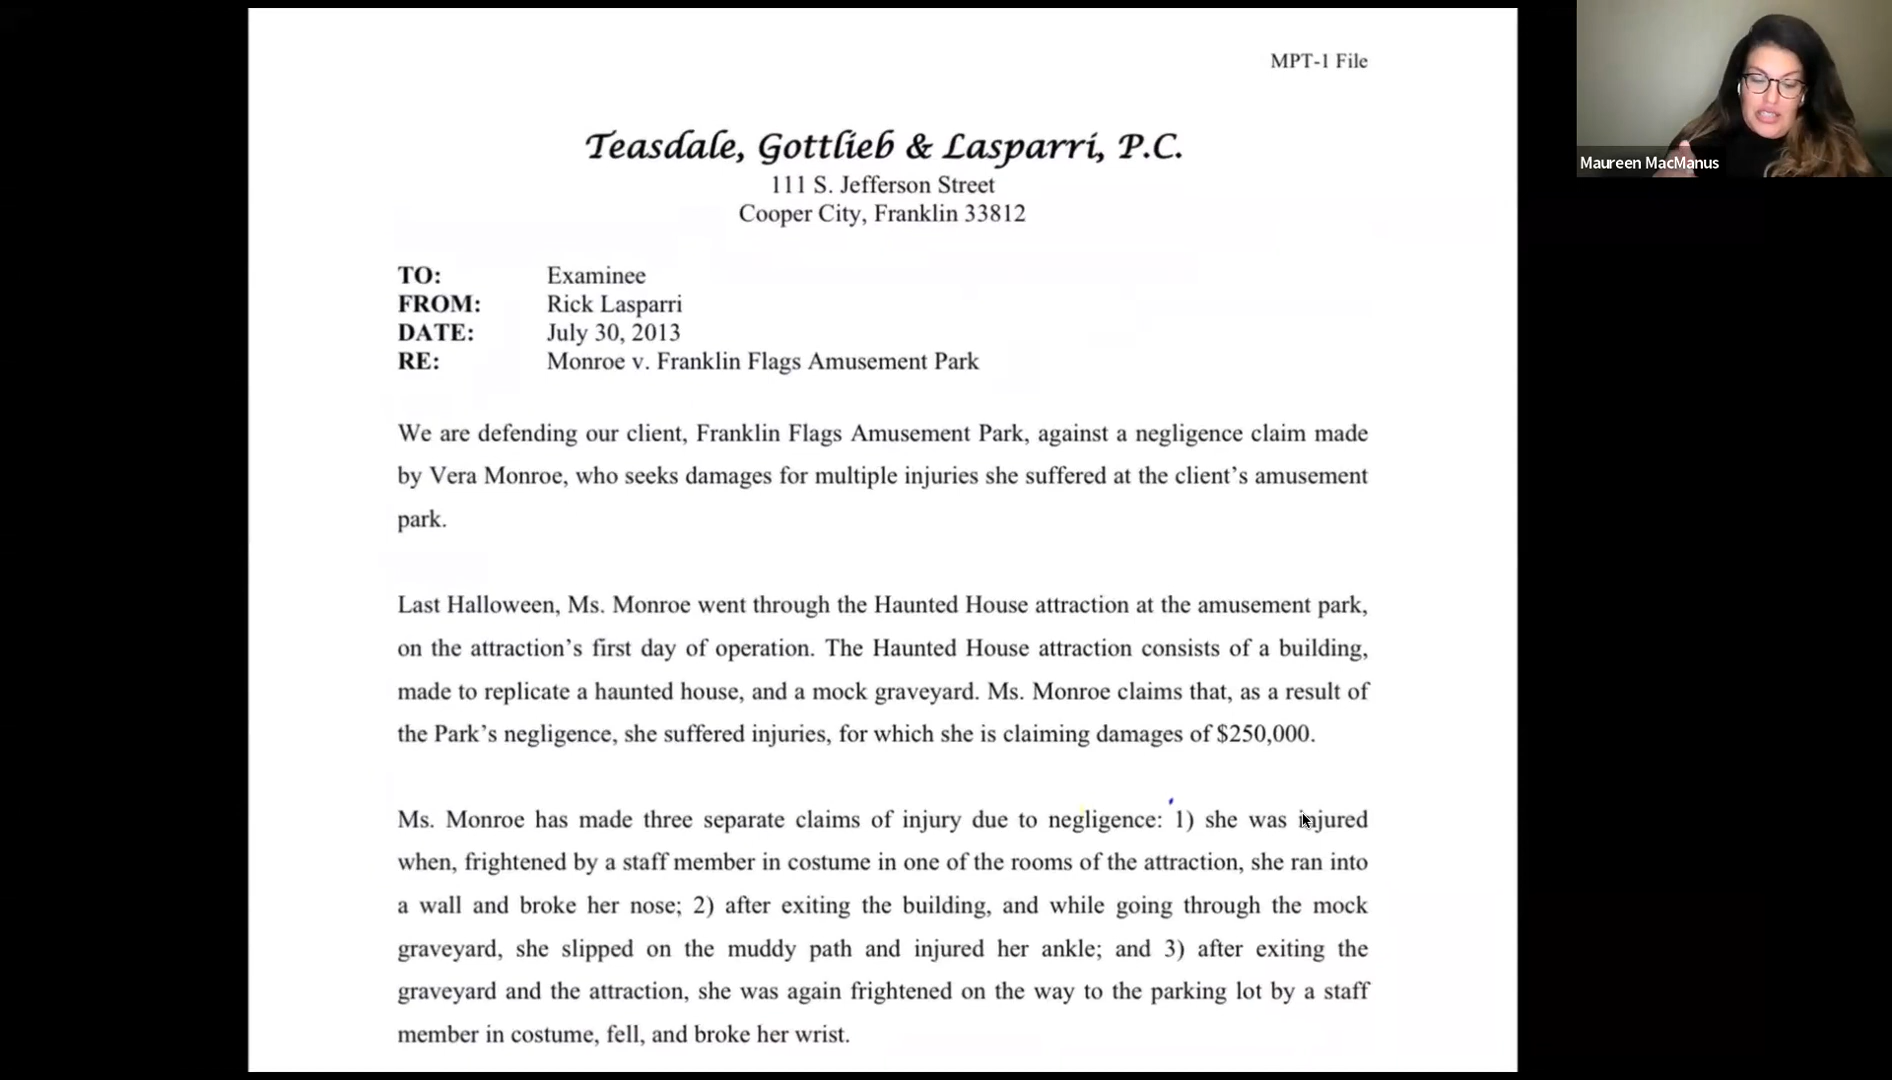 MPT-1 File
Teasdale, Gottlieb & Lasparri, P.C.
111 S. Jefferson Street
Cooper City, Franklin 33812
TO: Examinee
FROM: Rick Lasparri
DATE: July 30, 2013
RE: Monroe v. Franklin Flags Amusement Park
We are defending our client, Franklin Flags Amusement Park, against a negligence claim made
by Vera Monroe, who seeks damages for multiple injuries she suffered at the client's amusement
park.
Last Halloween, Ms. Monroe went through the Haunted House attraction at the amusement park,
on the attraction's first day of operation. The Haunted House attraction consists of a building,
made to replicate a haunted house, and a mock graveyard. Ms. Monroe claims that, as a result of
the Park's negligence, she suffered injuries, for which she is claiming damages of $250,000.
Ms. Monroe has made three separate claims of injury due to negligence: 1) she was injured
when, frightened by a staff member in costume in one of the rooms of the attraction, she ran into
a wall and broke her nose; 2) after exiting the building, and while going through the mock
graveyard, she slipped on the muddy path and injured her ankle; and 3) after exiting the
graveyard and the attraction, she was again frightened on the way to the parking lot by a staff
member in costume, fell, and broke her wrist.
Maureen MacManus